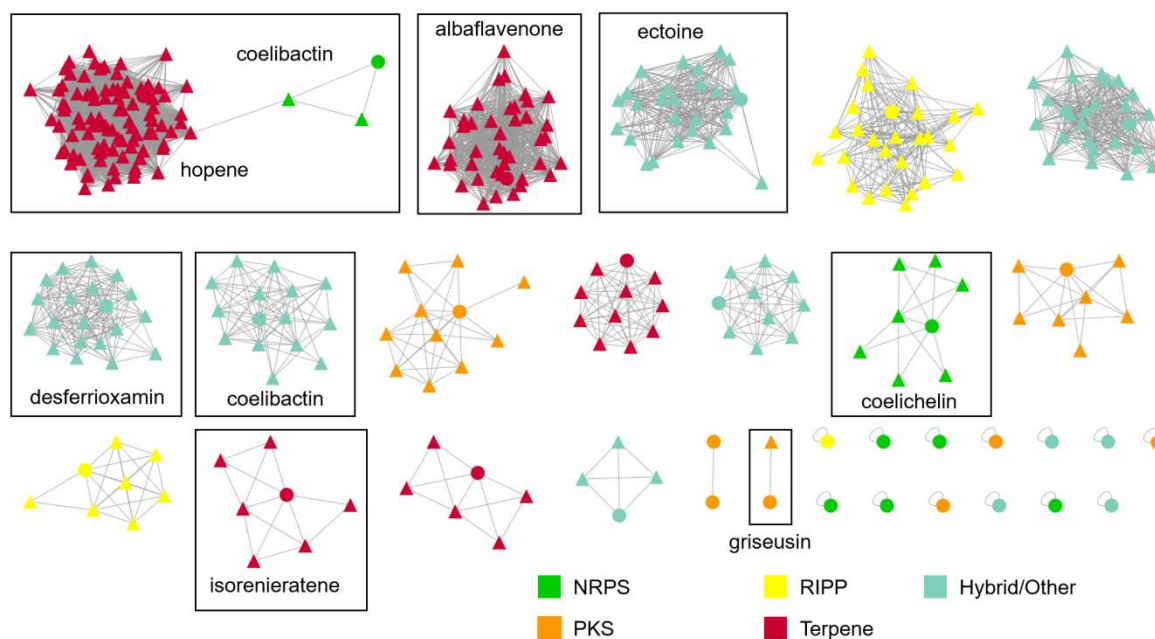 albaflavenone
coelibactin
ectoine
hopene
desferrioxamin
coelibactin
coelichelin
griseusin
isorenieratene
NRPS
RIPP
Hybrid/Other
PKS
Terpene